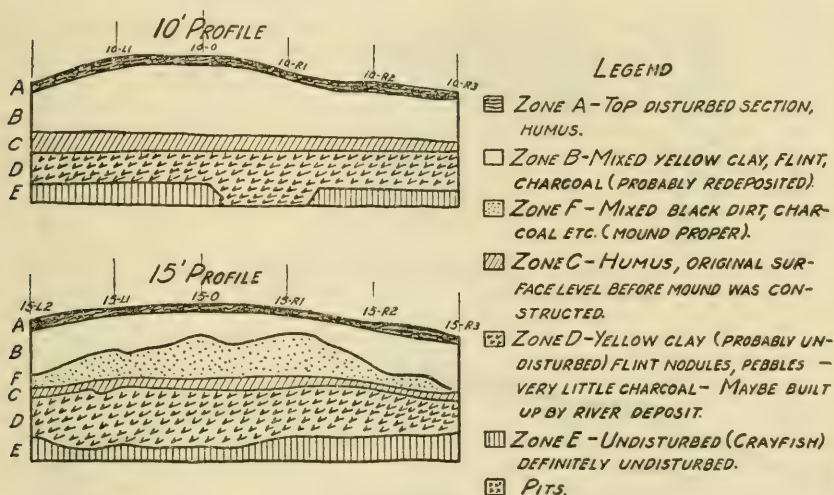 10' PROFILE
10-L1 10-0 10-R1 10-R2 10-R3
A
B
C
D
E
15' PROFILE
15-L2 15-L1 15-0 15-R1 15-R2 15-R3
A
B
F
C
D
E
LEGEND
ZONE A - TOP DISTURBED SECTION,
HUMUS.
ZONE B - MIXED YELLOW CLAY, FLINT,
CHARCOAL (PROBABLY REDEPOSITED).
ZONE F - MIXED BLACK DIRT, CHAR-
COAL ETC. (MOUND PROPER).
ZONE C - HUMUS, ORIGINAL SUR-
FACE LEVEL BEFORE MOUND WAS CON-
STRUCTED.
ZONE D - YELLOW CLAY (PROBABLY UN-
DISTURBED) FLINT NODULES, PEBBLES —
VERY LITTLE CHARCOAL - MAYBE BUILT
UP BY RIVER DEPOSIT.
ZONE E - UNDISTURBED (CRAYFISH)
DEFINITELY UNDISTURBED.
PITS.